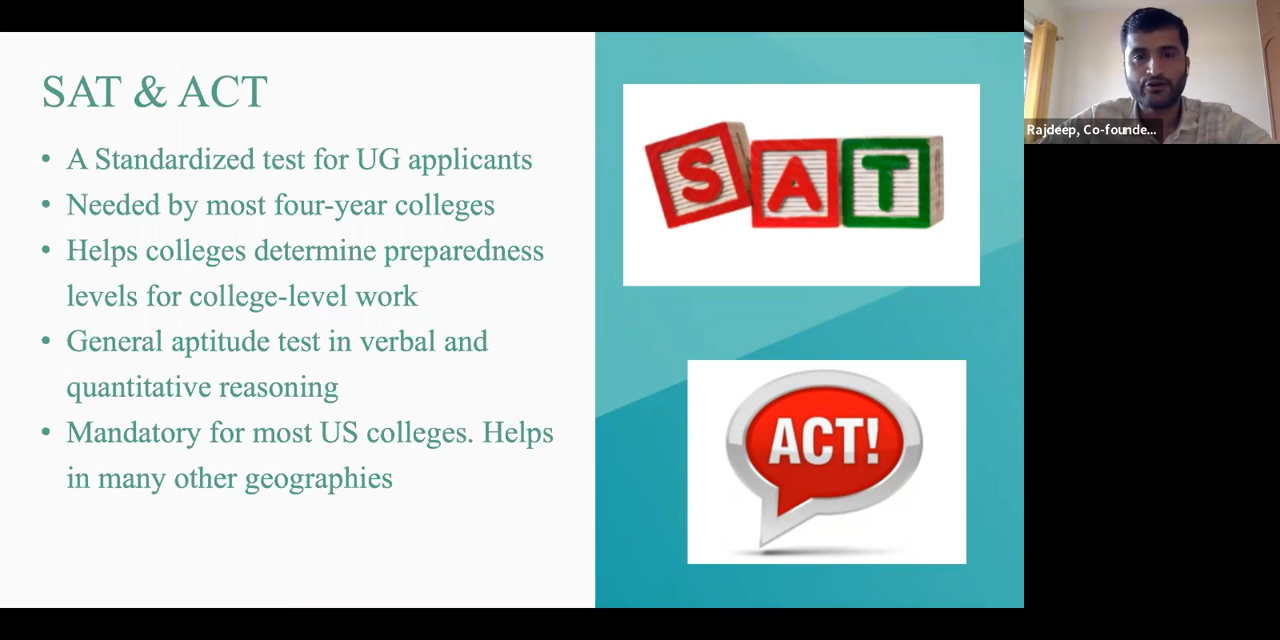 SAT & ACT
• A Standardized test for UG applicants
• Needed by most four-year colleges
• Helps colleges determine preparedness
levels for college-level work
• General aptitude test in verbal and
quantitative reasoning
• Mandatory for most US colleges. Helps
in many other geographies
SAT
ACT!
Rajdeep, Co-founde...